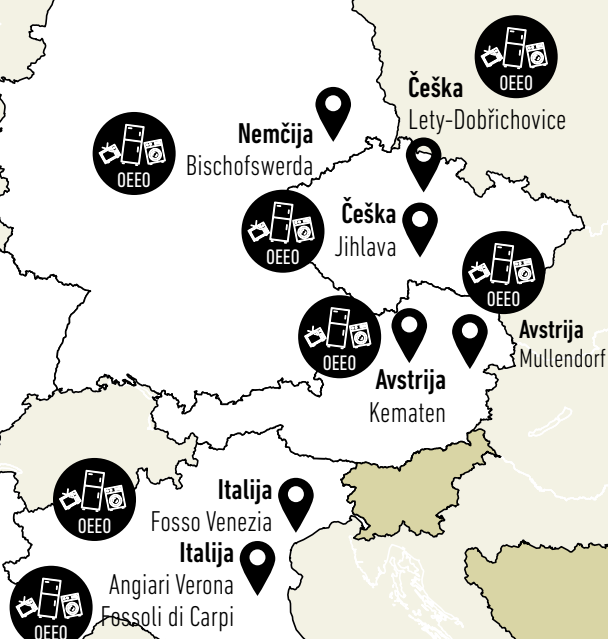 OEEO
Češka
Lety-Dobřichovice
OEEO
Nemčija
Bischofswerda
OEEO
Češka
Jihlava
OEEO
Avstrija
Mullendorf
OEEO
Avstrija
Kematen
OEEO
Italija
Fosso Venezia
Italija
Angiari Verona
Fossoli di Carpi
OEEO